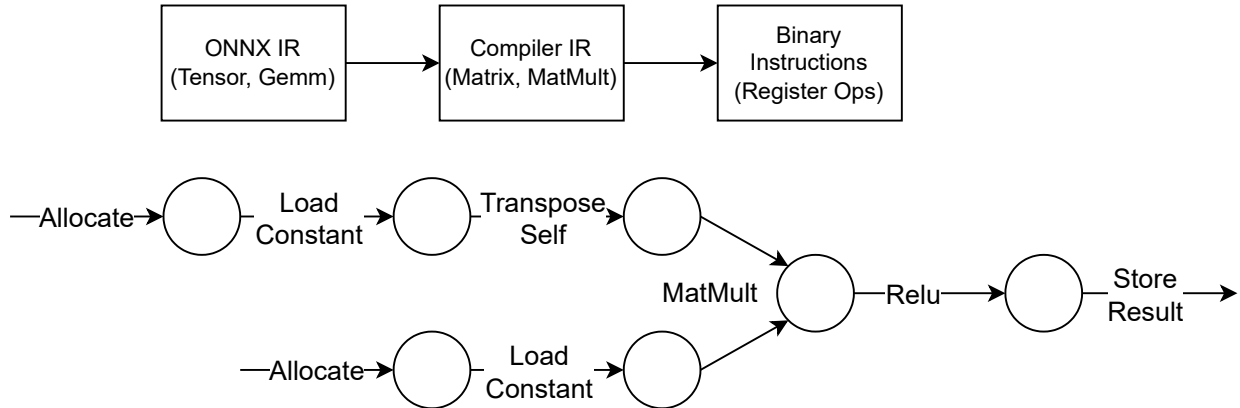 ONNX IR
(Tensor, Gemm)
Compiler IR
(Matrix, MatMult)
Binary
Instructions
(Register Ops)
Allocate
Load
Constant
Transpose
Self
MatMult
Relu
Store
Result
Allocate
Load
Constant